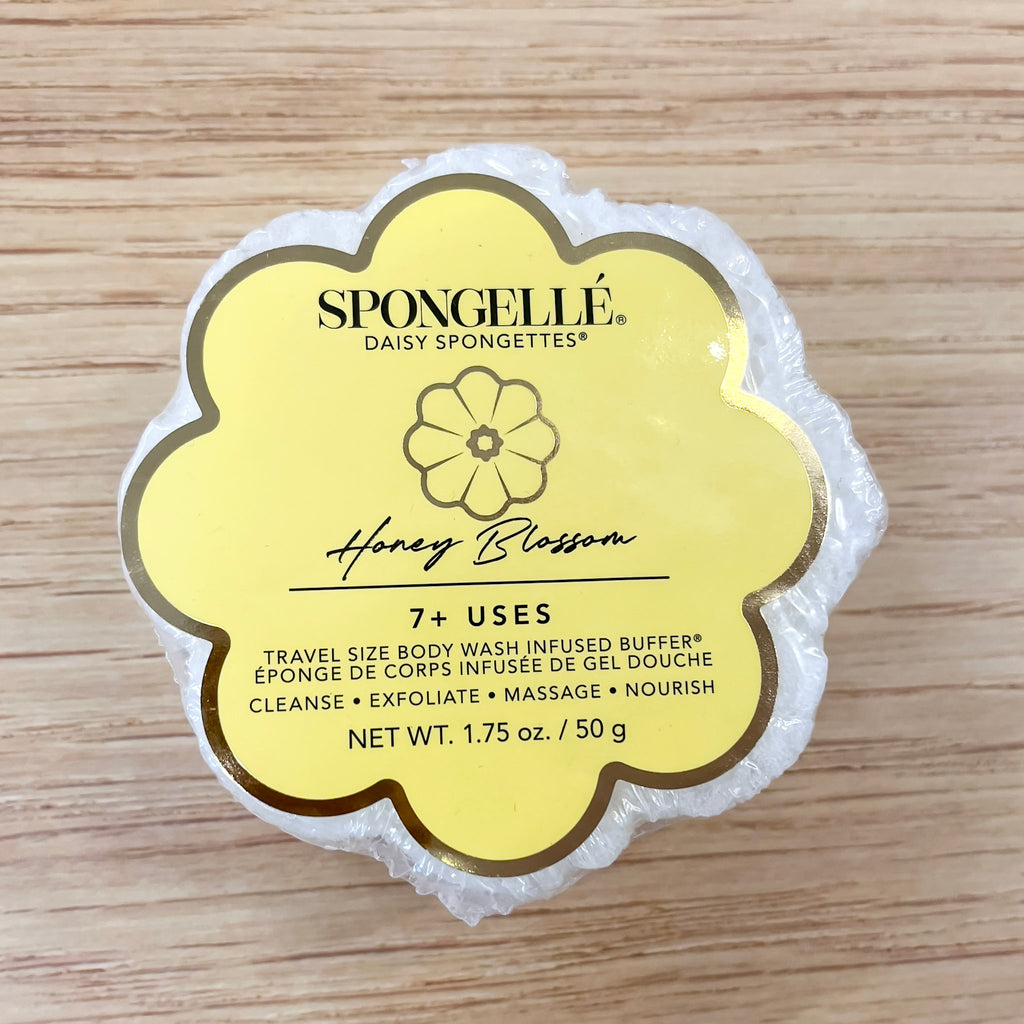 SPONGELLÉ®
DAISY SPONGETTES®
Honey Blossom
7+ USES
TRAVEL SIZE BODY WASH INFUSED BUFFER®
ÉPONGE DE CORPS INFUSÉE DE GEL DOUCHE
CLEANSE • EXFOLIATE • MASSAGE • NOURISH
NET WT. 1.75 oz. / 50 g